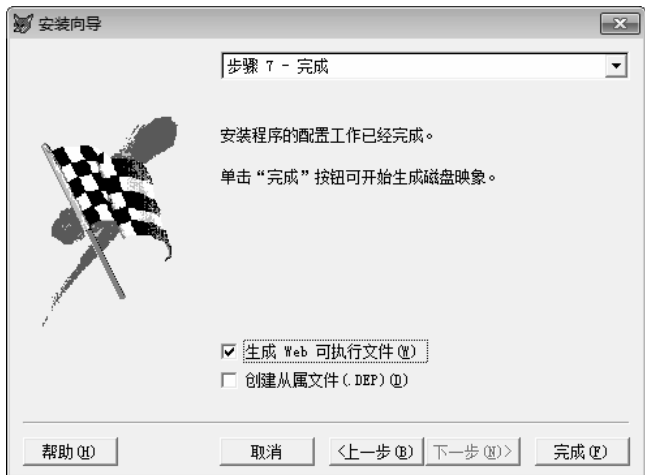 安装向导
步骤 7 - 完成
安装程序的配置工作已经完成。
单击“完成”按钮可开始生成磁盘映象。
生成 Web 可执行文件(W)
创建从属文件(.DEP)(D)
帮助(H) 取消 <上一步(B) 下一步(N)> 完成(F)